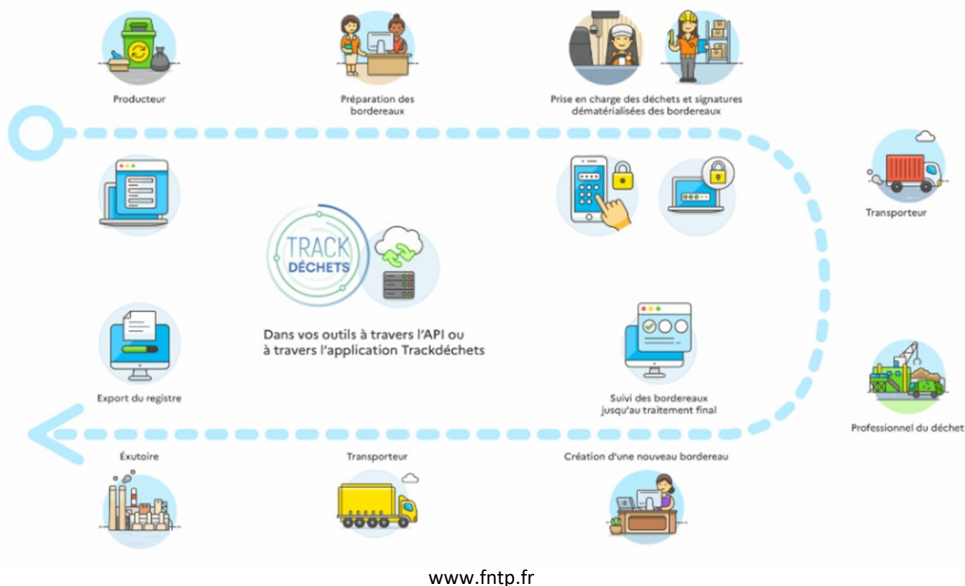 Producteur
Préparation des
bordereaux
Prise en charge des déchets et signatures
dématérialisées des bordereaux
Transporteur
TRACK
DÉCHETS
Dans vos outils à travers l'API ou
à travers l'application Trackdéchets
Export du registre
Suivi des bordereaux
jusqu'au traitement final
Professionnel du déchet
Éxutoire
Transporteur
Création d'une nouveau bordereau
www.fntp.fr